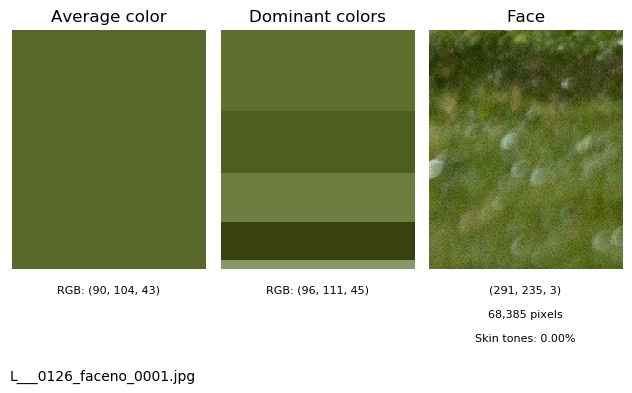 Average color
Dominant colors
Face
RGB: (90, 104, 43)
RGB: (96, 111, 45)
(291, 235, 3)
68,385 pixels
Skin tones: 0.00%
L___0126_faceno_0001.jpg